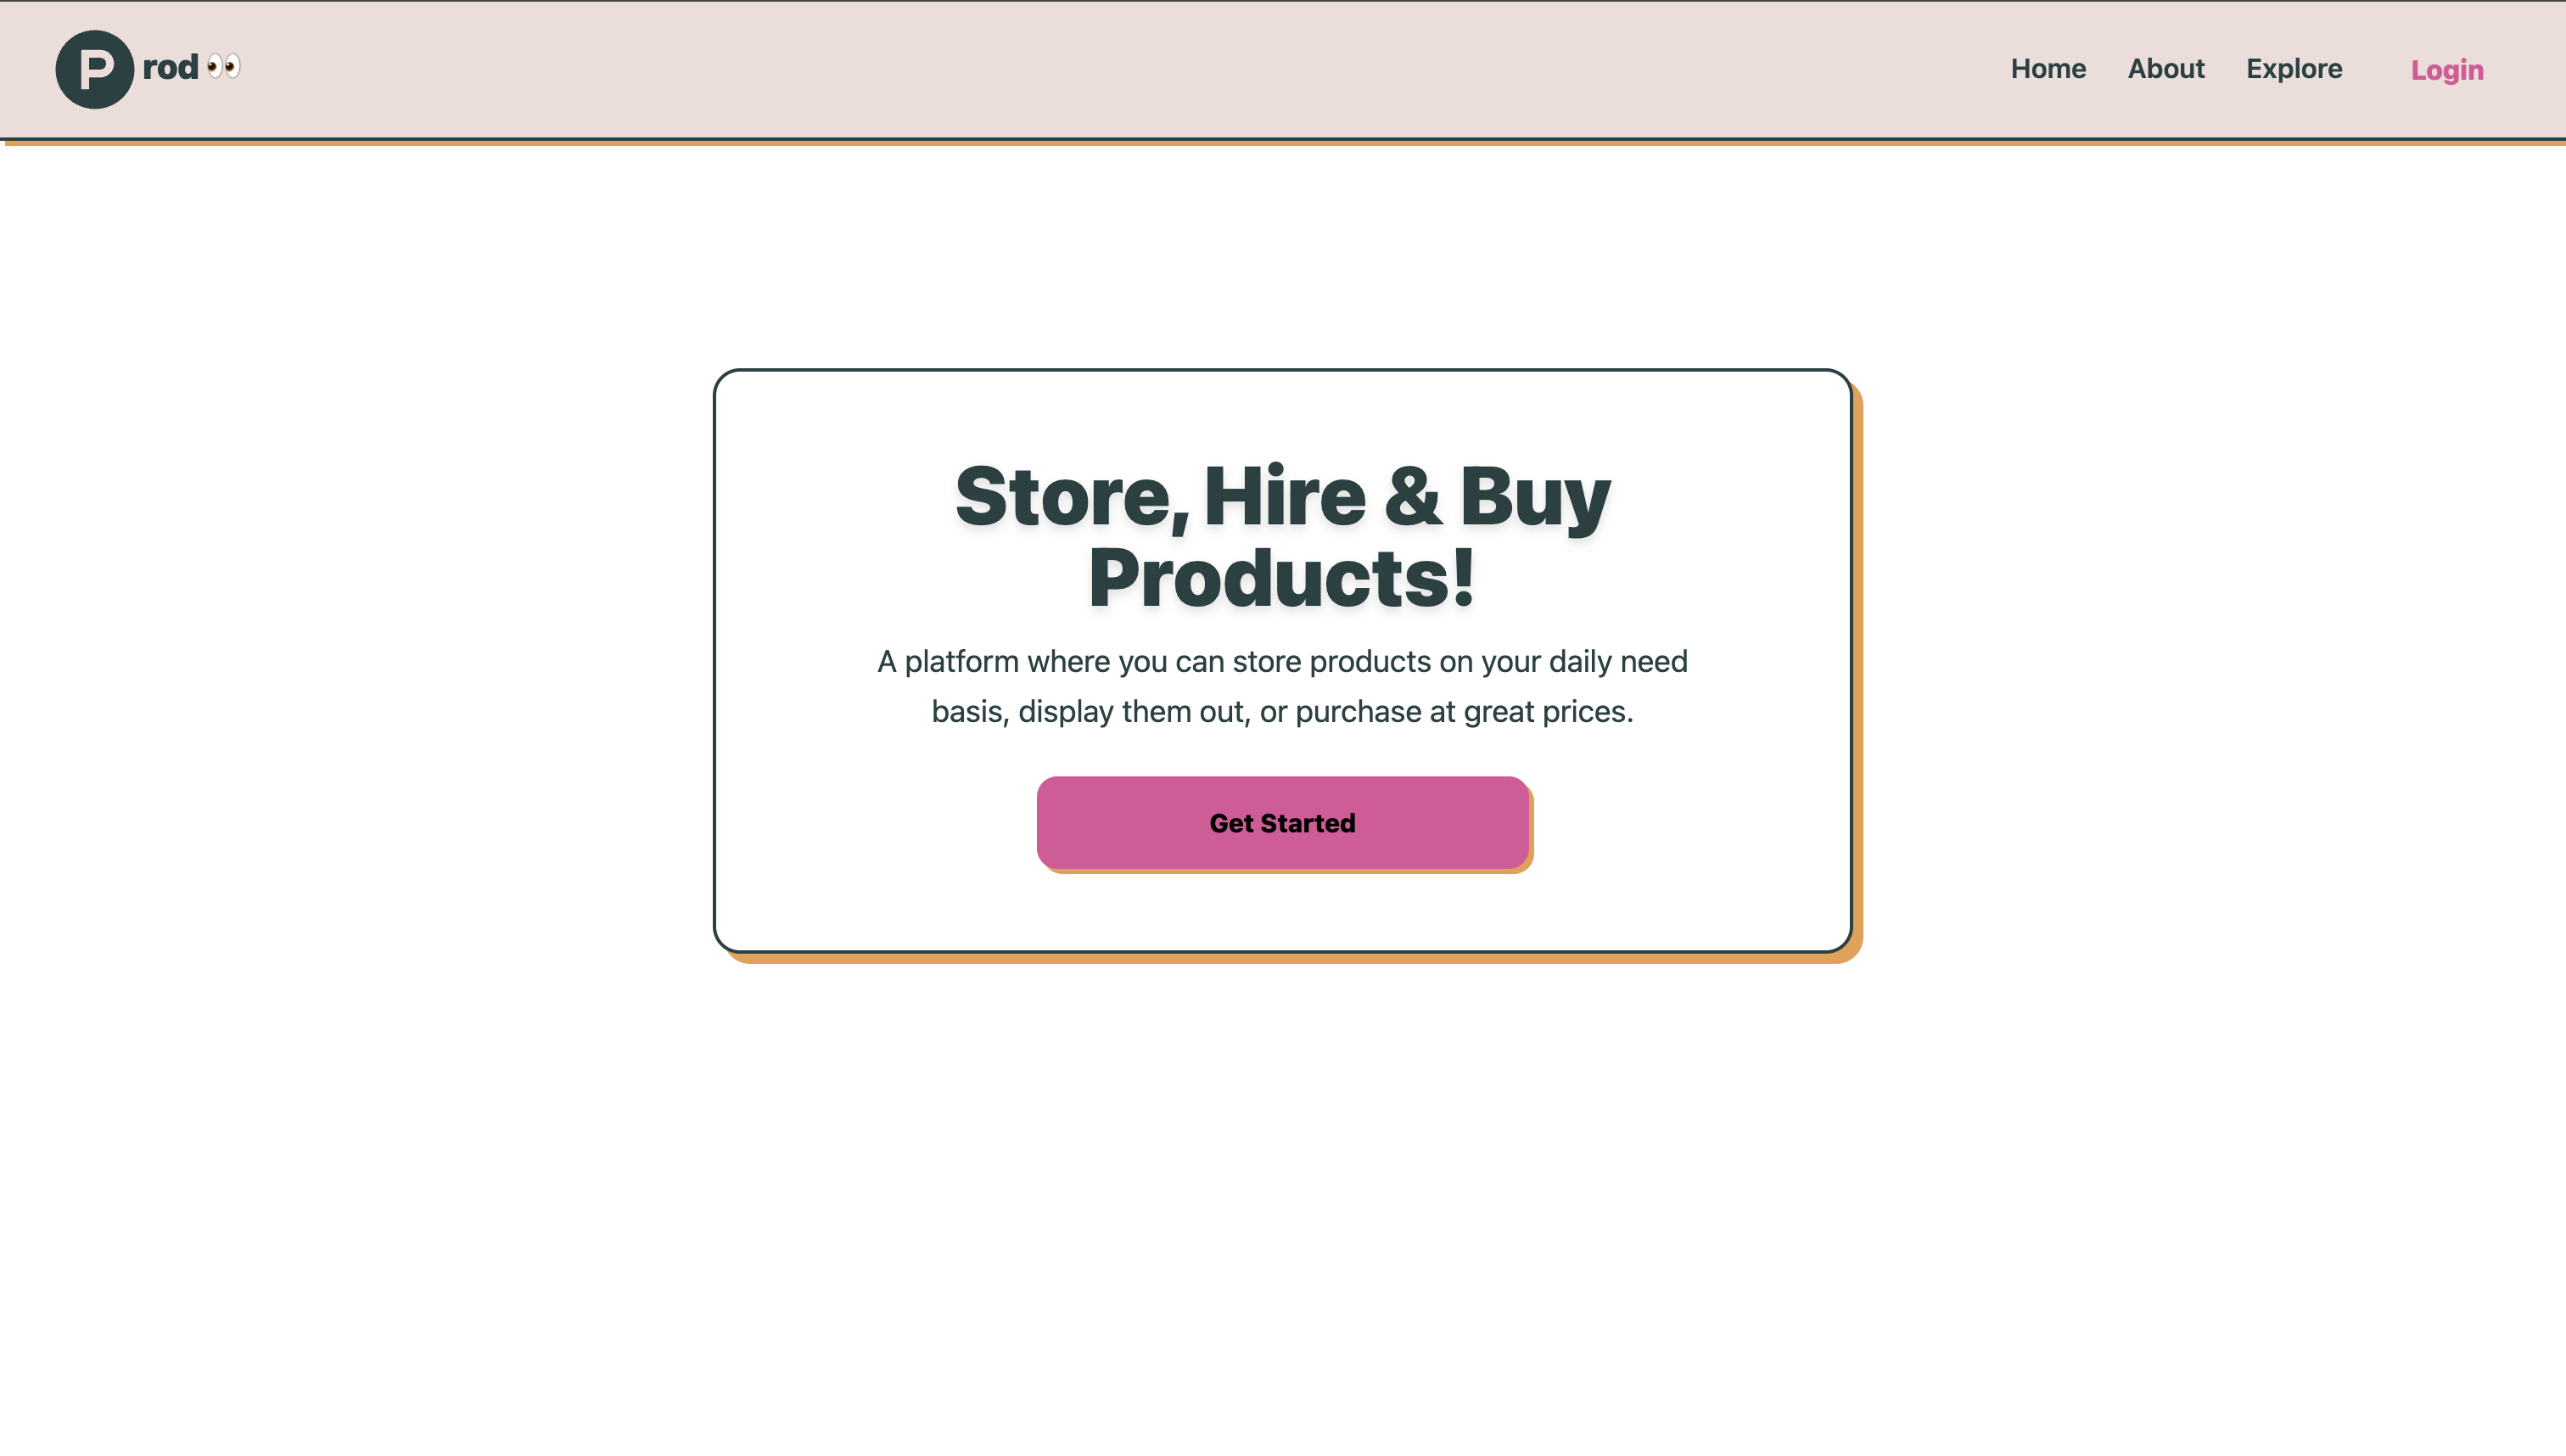 P rod 👀
Home About Explore Login
Store, Hire & Buy
Products!
A platform where you can store products on your daily need
basis, display them out, or purchase at great prices.
Get Started